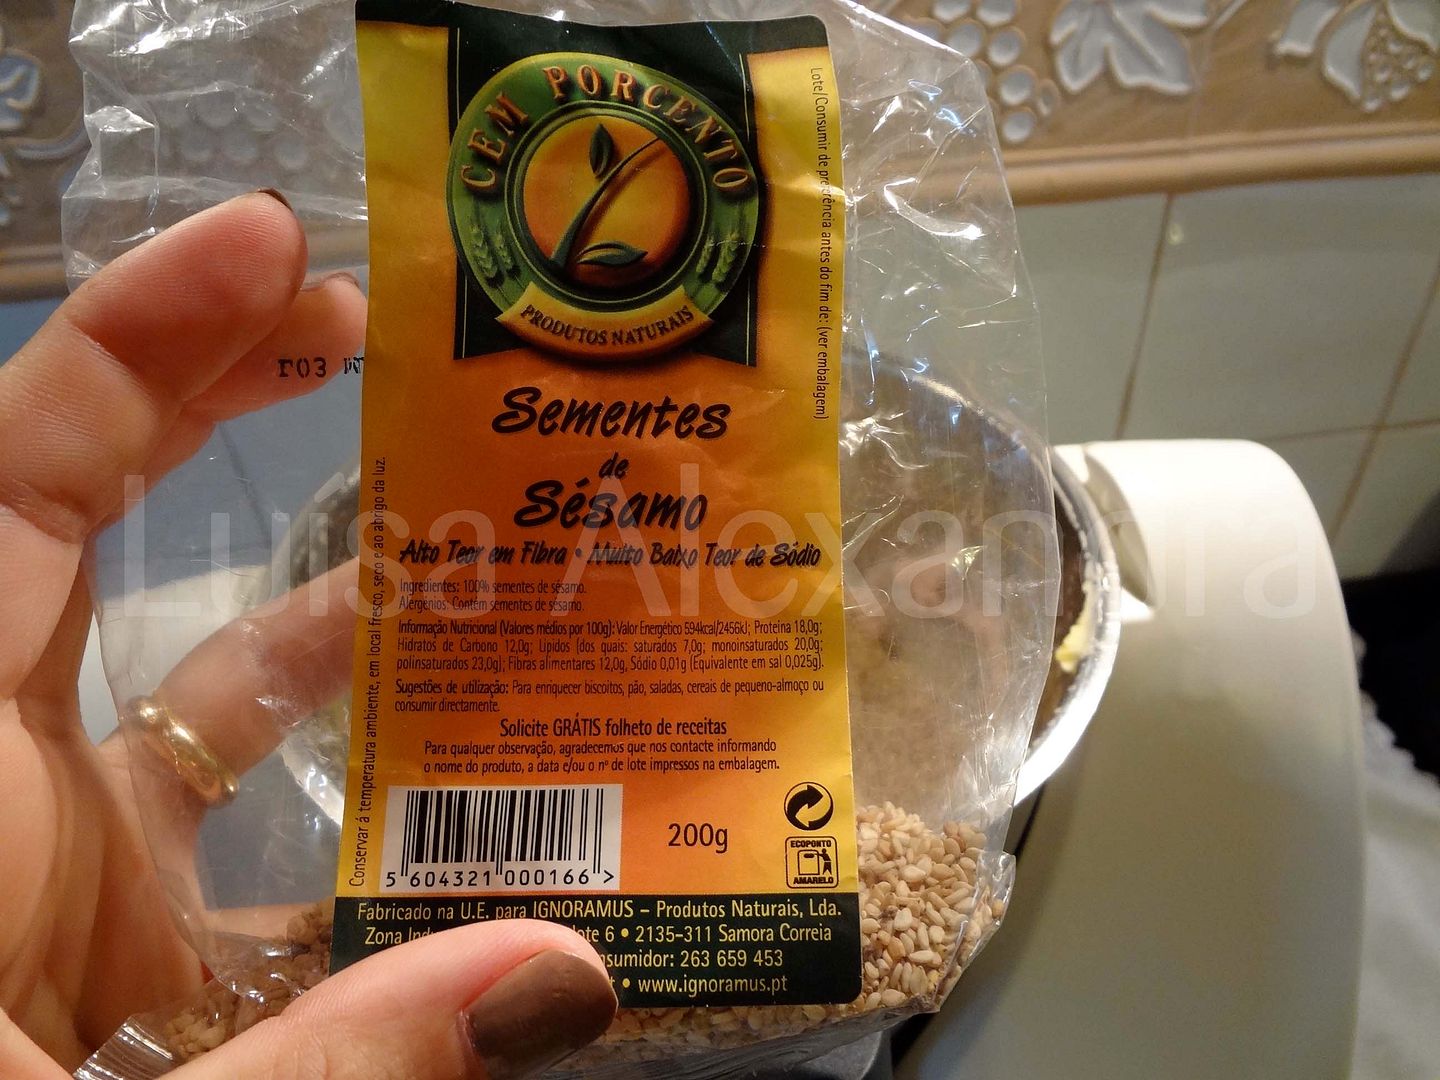 CEM PORCENTO
PRODUTOS NATURAIS
Lote/Consumir de preferência antes do fim de: (ver embalagem)
Sementes
de
Sésamo
Alto Teor em Fibra • Muito Baixo Teor de Sódio
Ingredientes: 100% sementes de sésamo.
Alergénios: Contém sementes de sésamo.
Informação Nutricional (Valores médios por 100g): Valor Energético 594kcal/2456kJ; Proteína 18,0g;
Hidratos de Carbono 12,0g; Lípidos (dos quais: saturados 7,0g; monoinsaturados 20,0g;
polinsaturados 23,0g); Fibras alimentares 12,0g, Sódio 0,01g (Equivalente em sal 0,025g).
Sugestões de utilização: Para enriquecer biscoitos, pão, saladas, cereais de pequeno-almoço ou
consumir directamente.
Solicite GRÁTIS folheto de receitas
Para qualquer observação, agradecemos que nos contacte informando
o nome do produto, a data e/ou o nº de lote impressos na embalagem.
Conservar á temperatura ambiente, em local fresco, seco e ao abrigo da luz.
200g
ECOPONTO
AMARELO
5 604321 000166 >
Fabricado na U.E. para IGNORAMUS – Produtos Naturais, Lda.
Zona lote 6 • 2135-311 Samora Correia
263 659 453
• www.ignoramus.pt
Luísa Alexandra